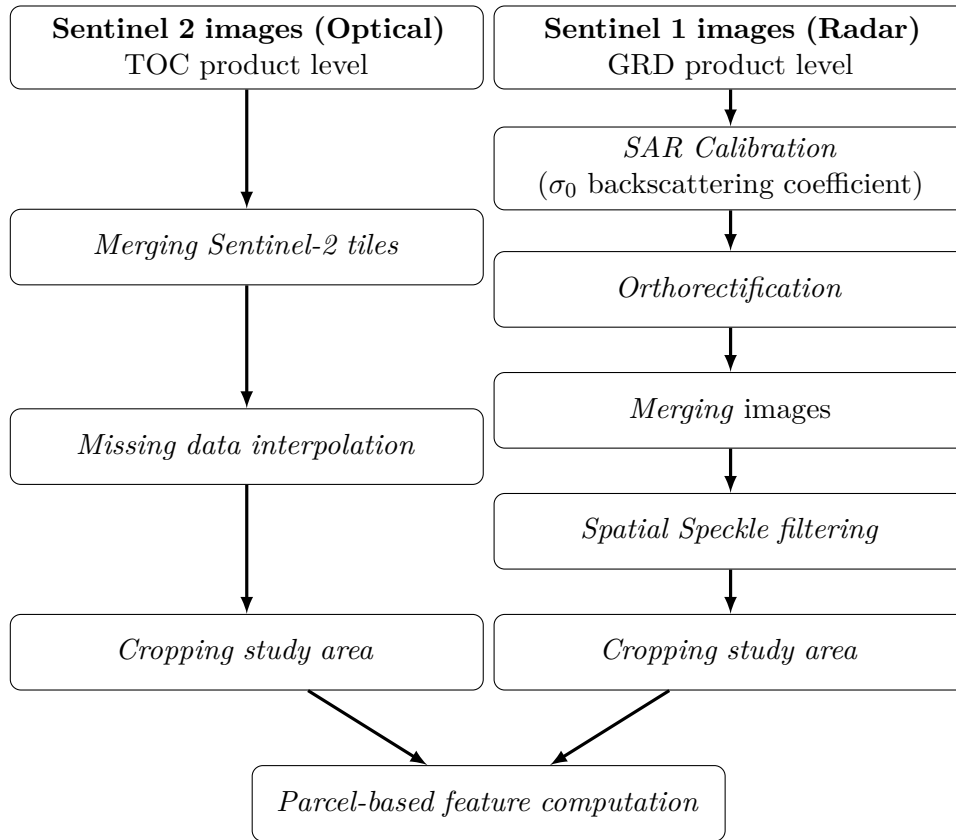 Sentinel 2 images (Optical)
TOC product level
Sentinel 1 images (Radar)
GRD product level
SAR Calibration
(σ0 backscattering coefficient)
Merging Sentinel-2 tiles
Orthorectification
Merging images
Missing data interpolation
Spatial Speckle filtering
Cropping study area
Cropping study area
Parcel-based feature computation